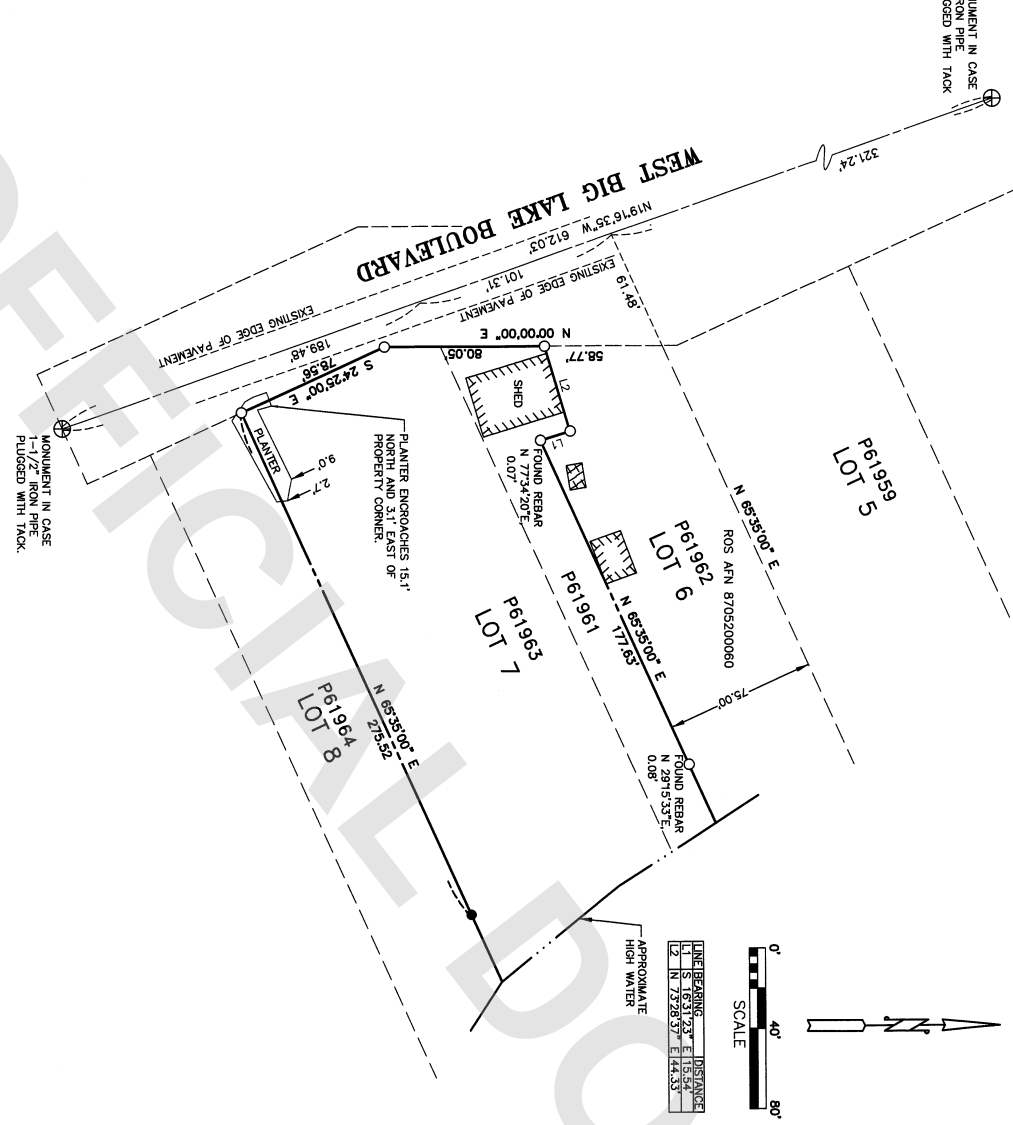 UMENT IN CASE
RON PIPE
GGED WITH TACK
321.24'
WEST BIG LAKE BOULEVARD
N19°16'35"W 612.03'
101.31'
189.48'
EXISTING EDGE OF PAVEMENT
EXISTING EDGE OF PAVEMENT
61.48'
N 00°00'00" E
80.05'
58.77'
S 24°25'00" E
78.56'
SHED
L2
L1
PLANTER
9.0'
2.7'
PLANTER ENCROACHES 15.1'
NORTH AND 3.1' EAST OF
PROPERTY CORNER.
MONUMENT IN CASE
1-1/2" IRON PIPE
PLUGGED WITH TACK.
FOUND REBAR
N 77°34'20"E,
0.07'
P61959
LOT 5
N 65°35'00" E
ROS AFN 8705200060
P61962
LOT 6
P61961
N 65°35'00" E
177.63'
75.00'
P61963
LOT 7
FOUND REBAR
N 29°15'33"E,
0.08'
N 65°35'00" E
275.52
P61964
LOT 8
APPROXIMATE
HIGH WATER
LINE BEARING DISTANCE
L1 S 16°31'23" E 15.54'
L2 N 73°28'37" E 44.33'
0' 40' 80'
SCALE
OFFICIAL DO